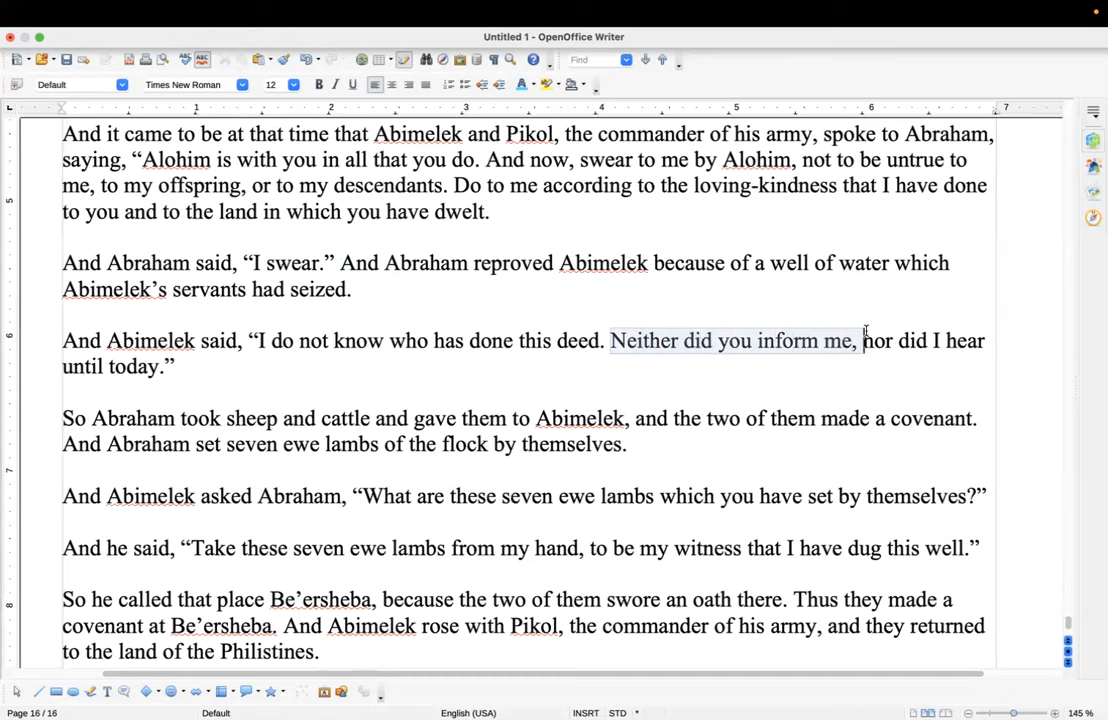 Untitled 1 - OpenOffice Writer
Find
Default
Times New Roman
12
1 2 3 4 5 6 7
And it came to be at that time that Abimelek and Pikol, the commander of his army, spoke to Abraham,
saying, “Alohim is with you in all that you do. And now, swear to me by Alohim, not to be untrue to
me, to my offspring, or to my descendants. Do to me according to the loving-kindness that I have done
5
to you and to the land in which you have dwelt.
And Abraham said, “I swear.” And Abraham reproved Abimelek because of a well of water which
Abimelek’s servants had seized.
6
And Abimelek said, “I do not know who has done this deed. Neither did you inform me, nor did I hear
until today.”
So Abraham took sheep and cattle and gave them to Abimelek, and the two of them made a covenant.
And Abraham set seven ewe lambs of the flock by themselves.
7
And Abimelek asked Abraham, “What are these seven ewe lambs which you have set by themselves?”
And he said, “Take these seven ewe lambs from my hand, to be my witness that I have dug this well.”
8
So he called that place Be’ersheba, because the two of them swore an oath there. Thus they made a
covenant at Be’ersheba. And Abimelek rose with Pikol, the commander of his army, and they returned
to the land of the Philistines.
Page 16 / 16
Default
English (USA)
INSRT
STD
*
145 %